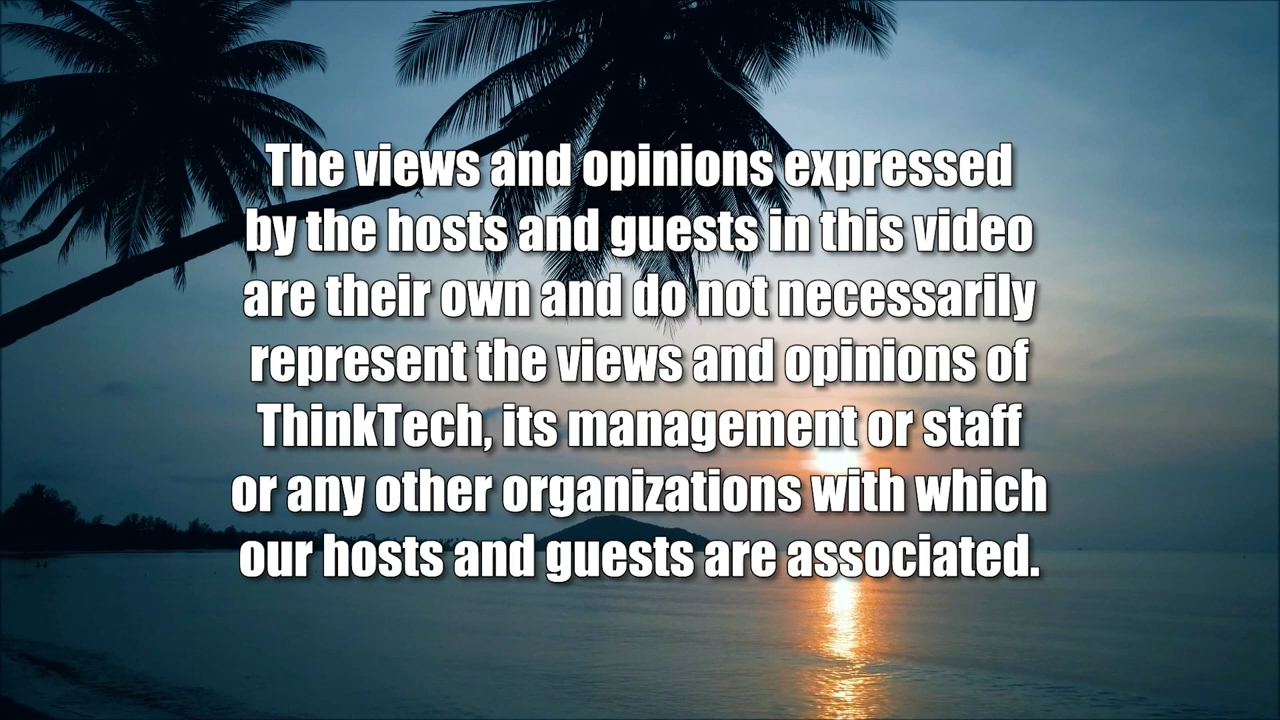 The views and opinions expressed
by the hosts and guests in this video
are their own and do not necessarily
represent the views and opinions of
ThinkTech, its management or staff
or any other organizations with which
our hosts and guests are associated.